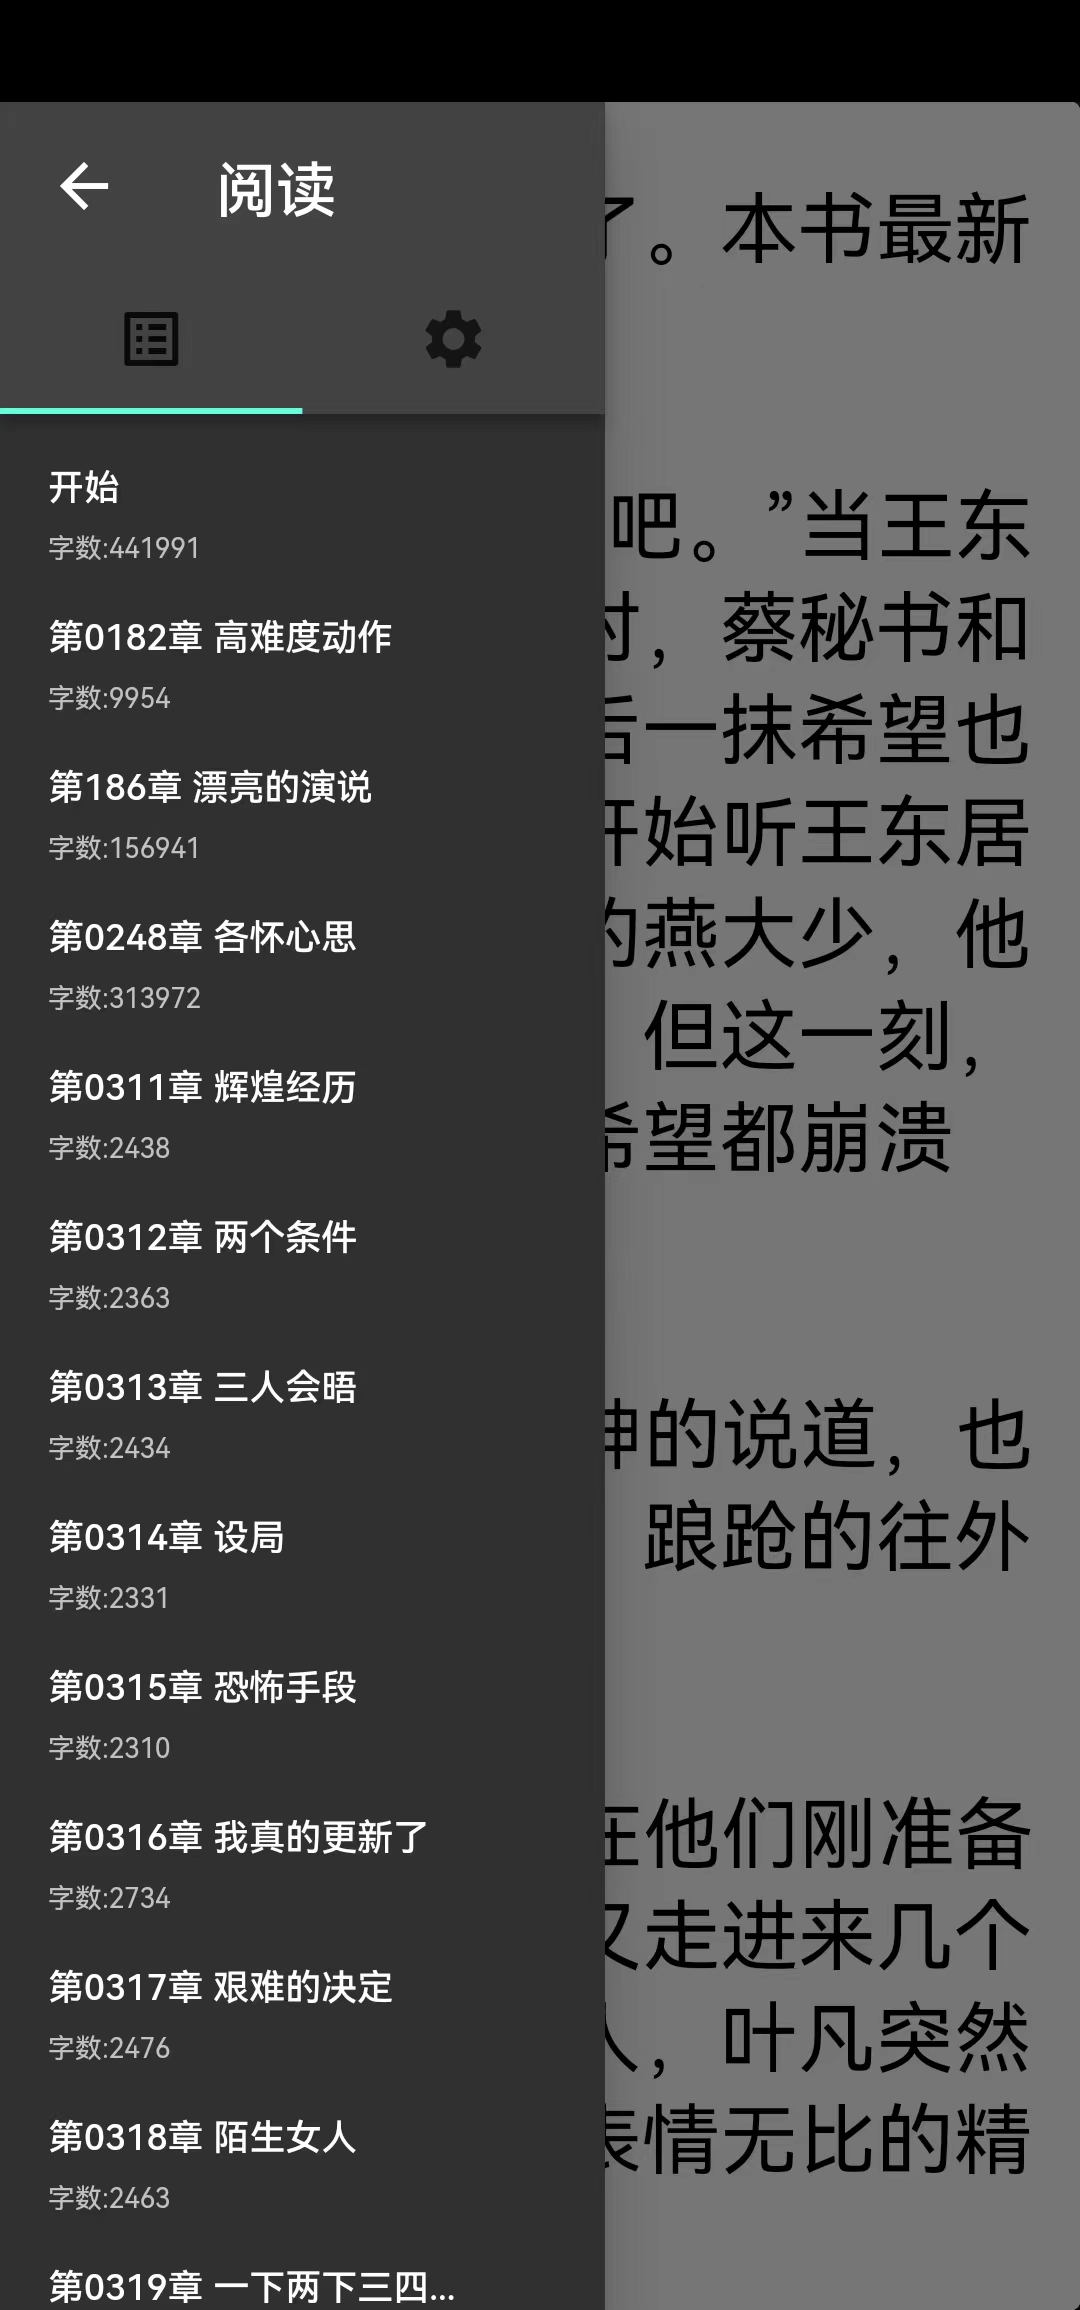 阅读
开始
字数:441991
第0182章 高难度动作
字数:9954
第186章 漂亮的演说
字数:156941
第0248章 各怀心思
字数:313972
第0311章 辉煌经历
字数:2438
第0312章 两个条件
字数:2363
第0313章 三人会晤
字数:2434
第0314章 设局
字数:2331
第0315章 恐怖手段
字数:2310
第0316章 我真的更新了
字数:2734
第0317章 艰难的决定
字数:2476
第0318章 陌生女人
字数:2463
第0319章 一下两下三四...
了。本书最新
吧。”当王东
时，蔡秘书和
后一抹希望也
开始听王东居
的燕大少，他
但这一刻，
希望都崩溃
神的说道，也
踉跄的往外
在他们刚准备
又走进来几个
人，叶凡突然
表情无比的精